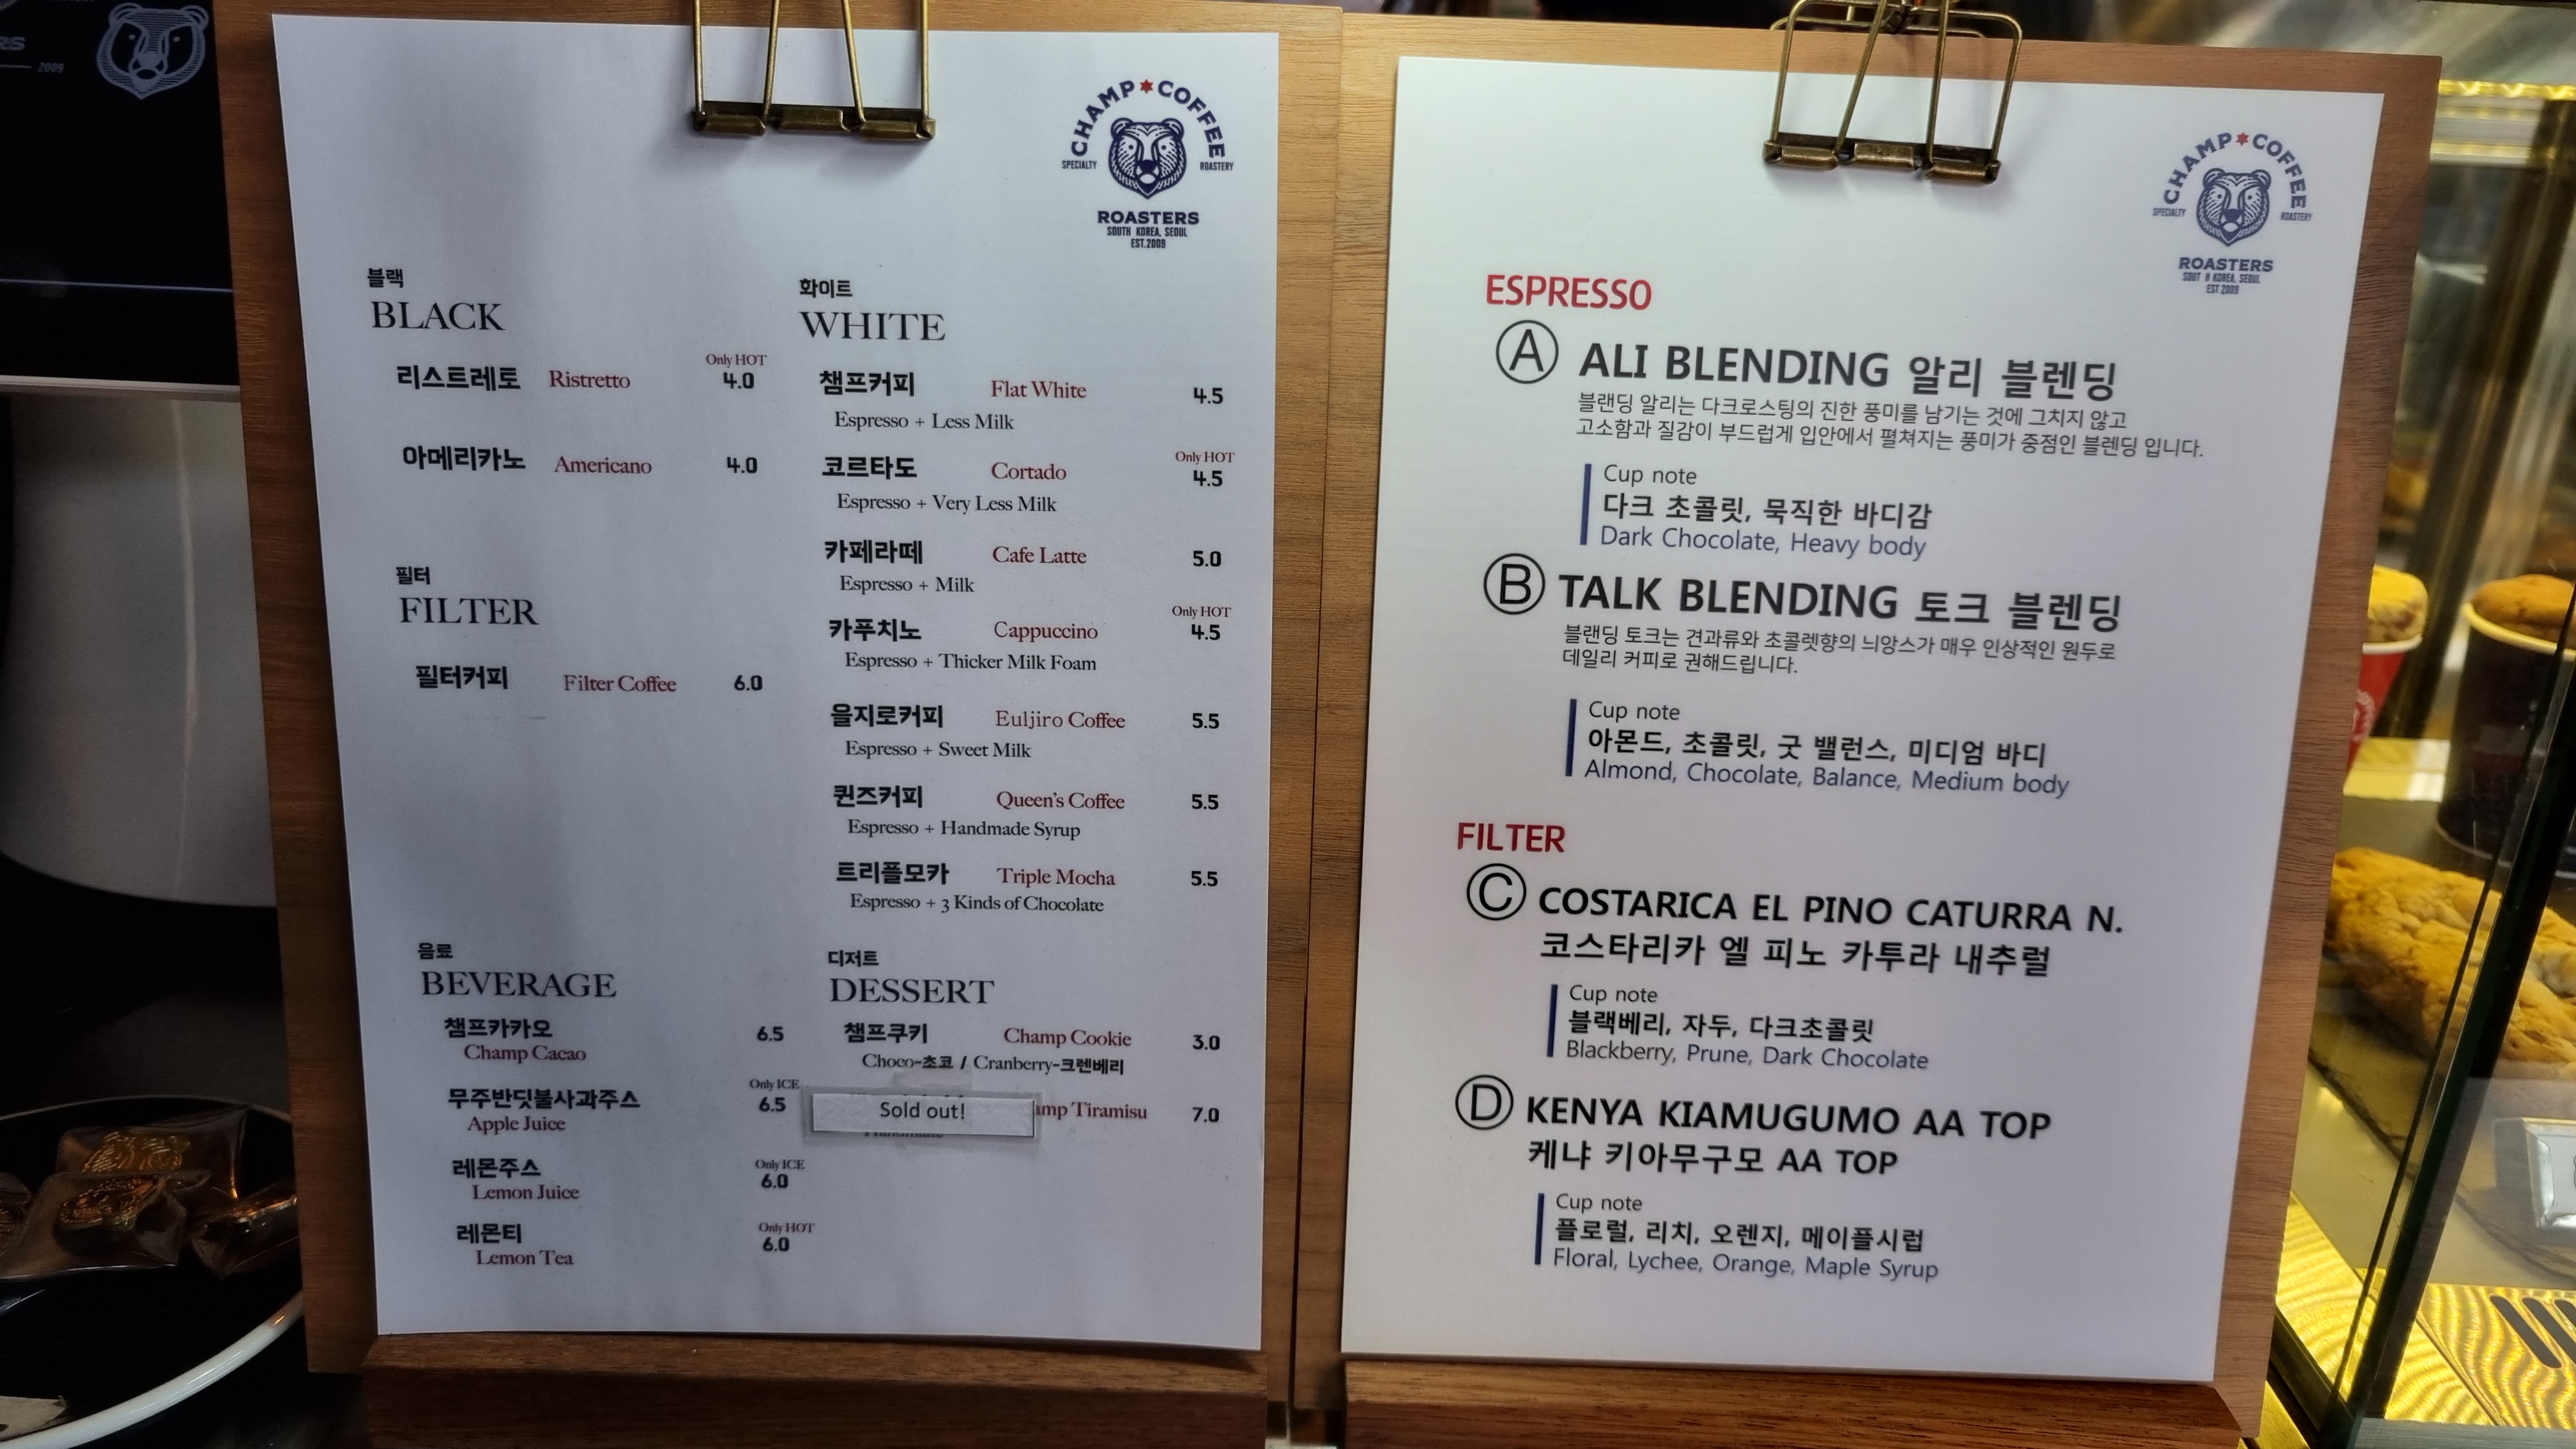 RS
2009
CHAMP COFFEE
SPECIALTY
ROASTERY
ROASTERS
SOUTH KOREA, SEOUL
EST.2009
블랙
BLACK
Only HOT
리스트레토 Ristretto 4.0
아메리카노 Americano 4.0
필터
FILTER
필터커피 Filter Coffee 6.0
음료
BEVERAGE
챔프카카오 6.5
Champ Cacao
Only ICE
무주반딧불사과주스 6.5
Apple Juice
Only ICE
레몬주스 6.0
Lemon Juice
Only HOT
레몬티 6.0
Lemon Tea
화이트
WHITE
챔프커피 Flat White 4.5
Espresso + Less Milk
Only HOT
코르타도 Cortado 4.5
Espresso + Very Less Milk
카페라떼 Cafe Latte 5.0
Espresso + Milk
Only HOT
카푸치노 Cappuccino 4.5
Espresso + Thicker Milk Foam
을지로커피 Euljiro Coffee 5.5
Espresso + Sweet Milk
퀸즈커피 Queen's Coffee 5.5
Espresso + Handmade Syrup
트리플모카 Triple Mocha 5.5
Espresso + 3 Kinds of Chocolate
디저트
DESSERT
챔프쿠키 Champ Cookie 3.0
Choco-초코 / Cranberry-크렌베리
Sold out! amp Tiramisu 7.0
CHAMP COFFEE
SPECIALTY
ROASTERY
ROASTERS
SOUT H KOREA, SEOUL
EST 2009
ESPRESSO
A ALI BLENDING 알리 블렌딩
블랜딩 알리는 다크로스팅의 진한 풍미를 남기는 것에 그치지 않고
고소함과 질감이 부드럽게 입안에서 펼쳐지는 풍미가 중점인 블렌딩 입니다.
Cup note
다크 초콜릿, 묵직한 바디감
Dark Chocolate, Heavy body
B TALK BLENDING 토크 블렌딩
블랜딩 토크는 견과류와 초콜렛향의 늬앙스가 매우 인상적인 원두로
데일리 커피로 권해드립니다.
Cup note
아몬드, 초콜릿, 굿 밸런스, 미디엄 바디
Almond, Chocolate, Balance, Medium body
FILTER
C COSTARICA EL PINO CATURRA N.
코스타리카 엘 피노 카투라 내추럴
Cup note
블랙베리, 자두, 다크초콜릿
Blackberry, Prune, Dark Chocolate
D KENYA KIAMUGUMO AA TOP
케냐 키아무구모 AA TOP
Cup note
플로럴, 리치, 오렌지, 메이플시럽
Floral, Lychee, Orange, Maple Syrup